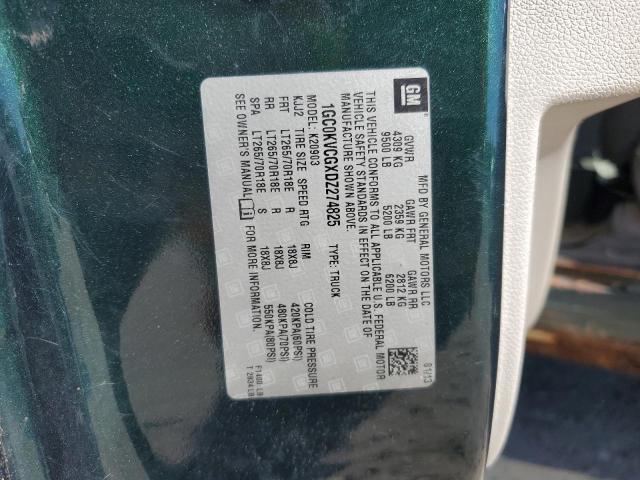 GM
MFD BY GENERAL MOTORS LLC
01/13
GVWR GAWR FRT GAWR RR
4309 KG 2359 KG 2812 KG
9500 LB 5200 LB 6200 LB
THIS VEHICLE CONFORMS TO ALL APPLICABLE U.S. FEDERAL MOTOR
VEHICLE SAFETY STANDARDS IN EFFECT ON THE DATE OF
MANUFACTURE SHOWN ABOVE.
1GC0KVCGXDZ274825 TYPE: TRUCK
K20903
KJJ2 TIRE SIZE SPEED RTG RIM COLD TIRE PRESSURE
FRT LT265/70R18E R 18X8J 420KPA(60PSI)
RR LT265/70R18E R 18X8J 480KPA(70PSI)
SPA LT265/70R18E S 18X8J 550KPA(80PSI)
SEE OWNER'S MANUAL FOR MORE INFORMATION.